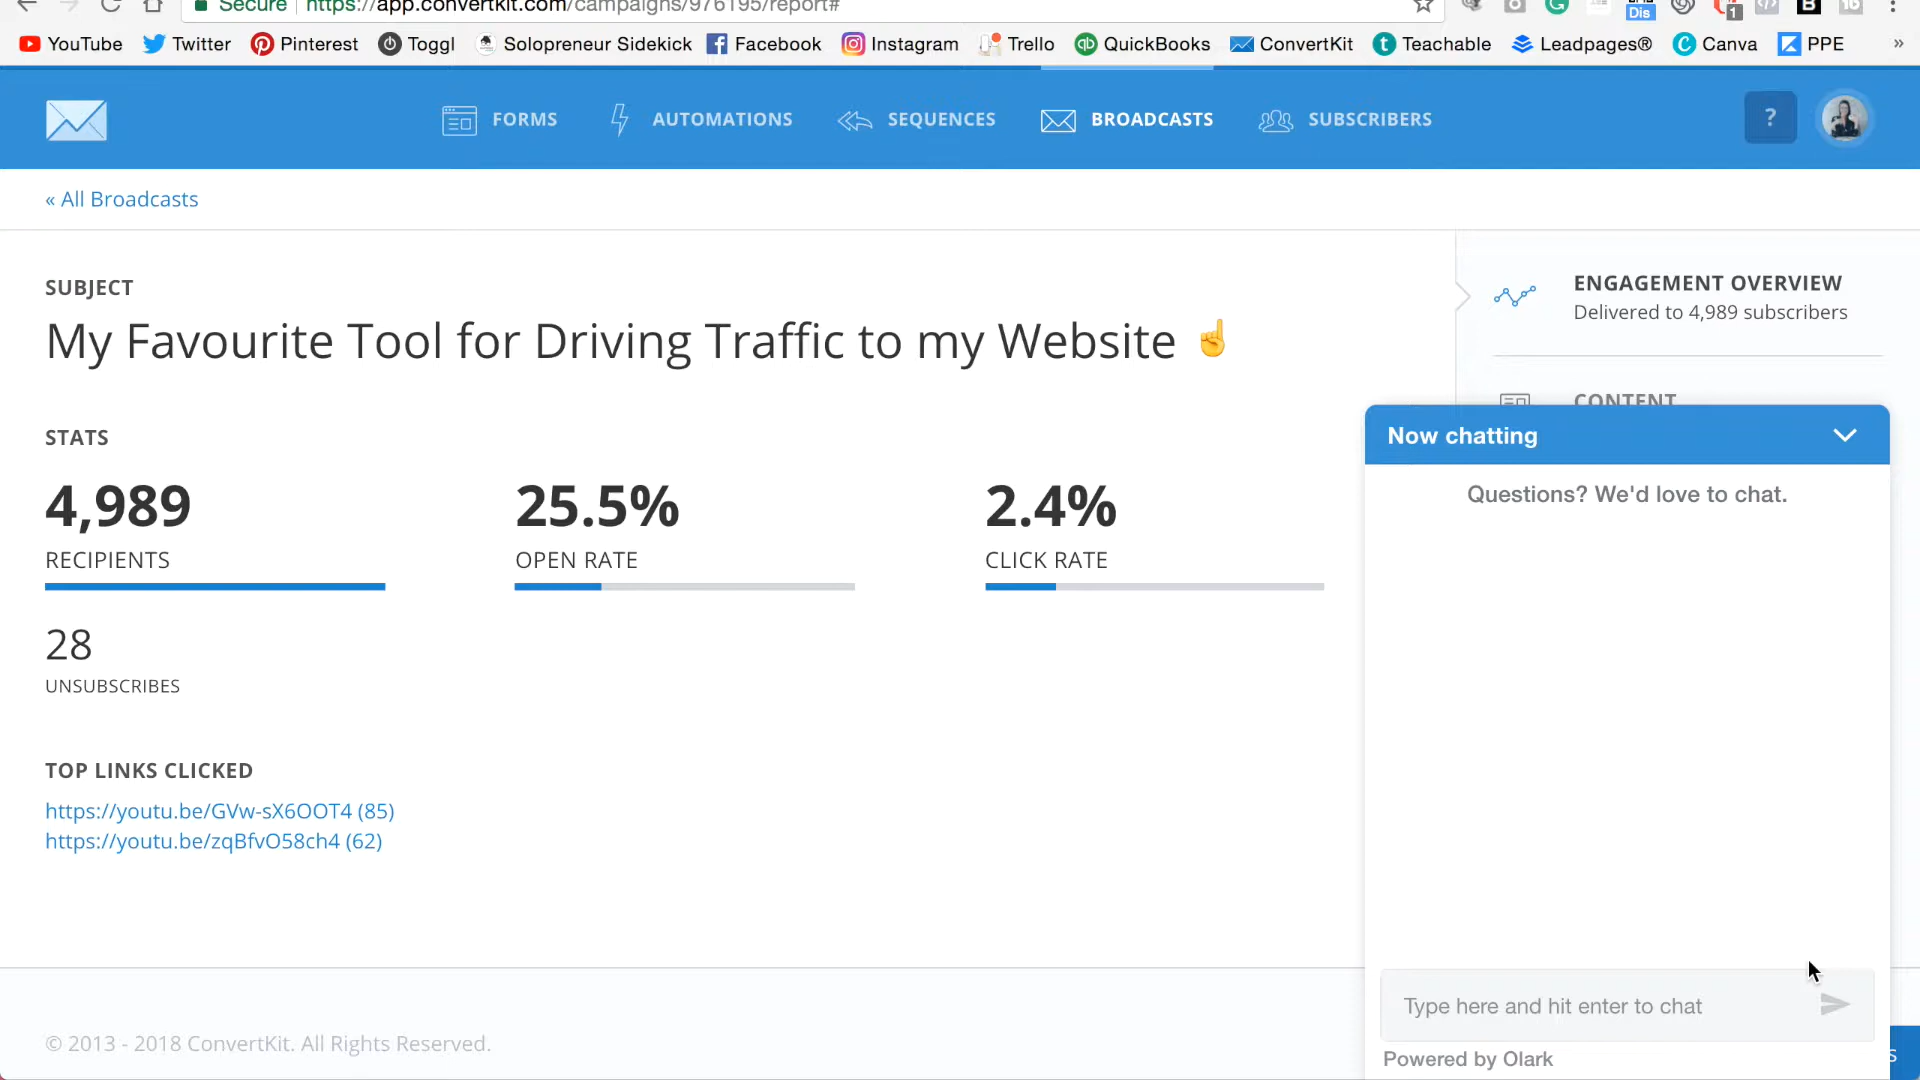 Secure https://app.convertkit.com/campaigns/976195/report#
YouTube Twitter Pinterest Toggl Solopreneur Sidekick Facebook Instagram Trello QuickBooks ConvertKit Teachable Leadpages® Canva PPE »
FORMS AUTOMATIONS SEQUENCES BROADCASTS SUBSCRIBERS ?
« All Broadcasts
SUBJECT
My Favourite Tool for Driving Traffic to my Website ☝
STATS
4,989
RECIPIENTS
25.5%
OPEN RATE
2.4%
CLICK RATE
28
UNSUBSCRIBES
TOP LINKS CLICKED
https://youtu.be/GVw-sX6OOT4 (85)
https://youtu.be/zqBfvO58ch4 (62)
ENGAGEMENT OVERVIEW
Delivered to 4,989 subscribers
CONTENT
Now chatting
Questions? We'd love to chat.
Type here and hit enter to chat
Powered by Olark
© 2013 - 2018 ConvertKit. All Rights Reserved.